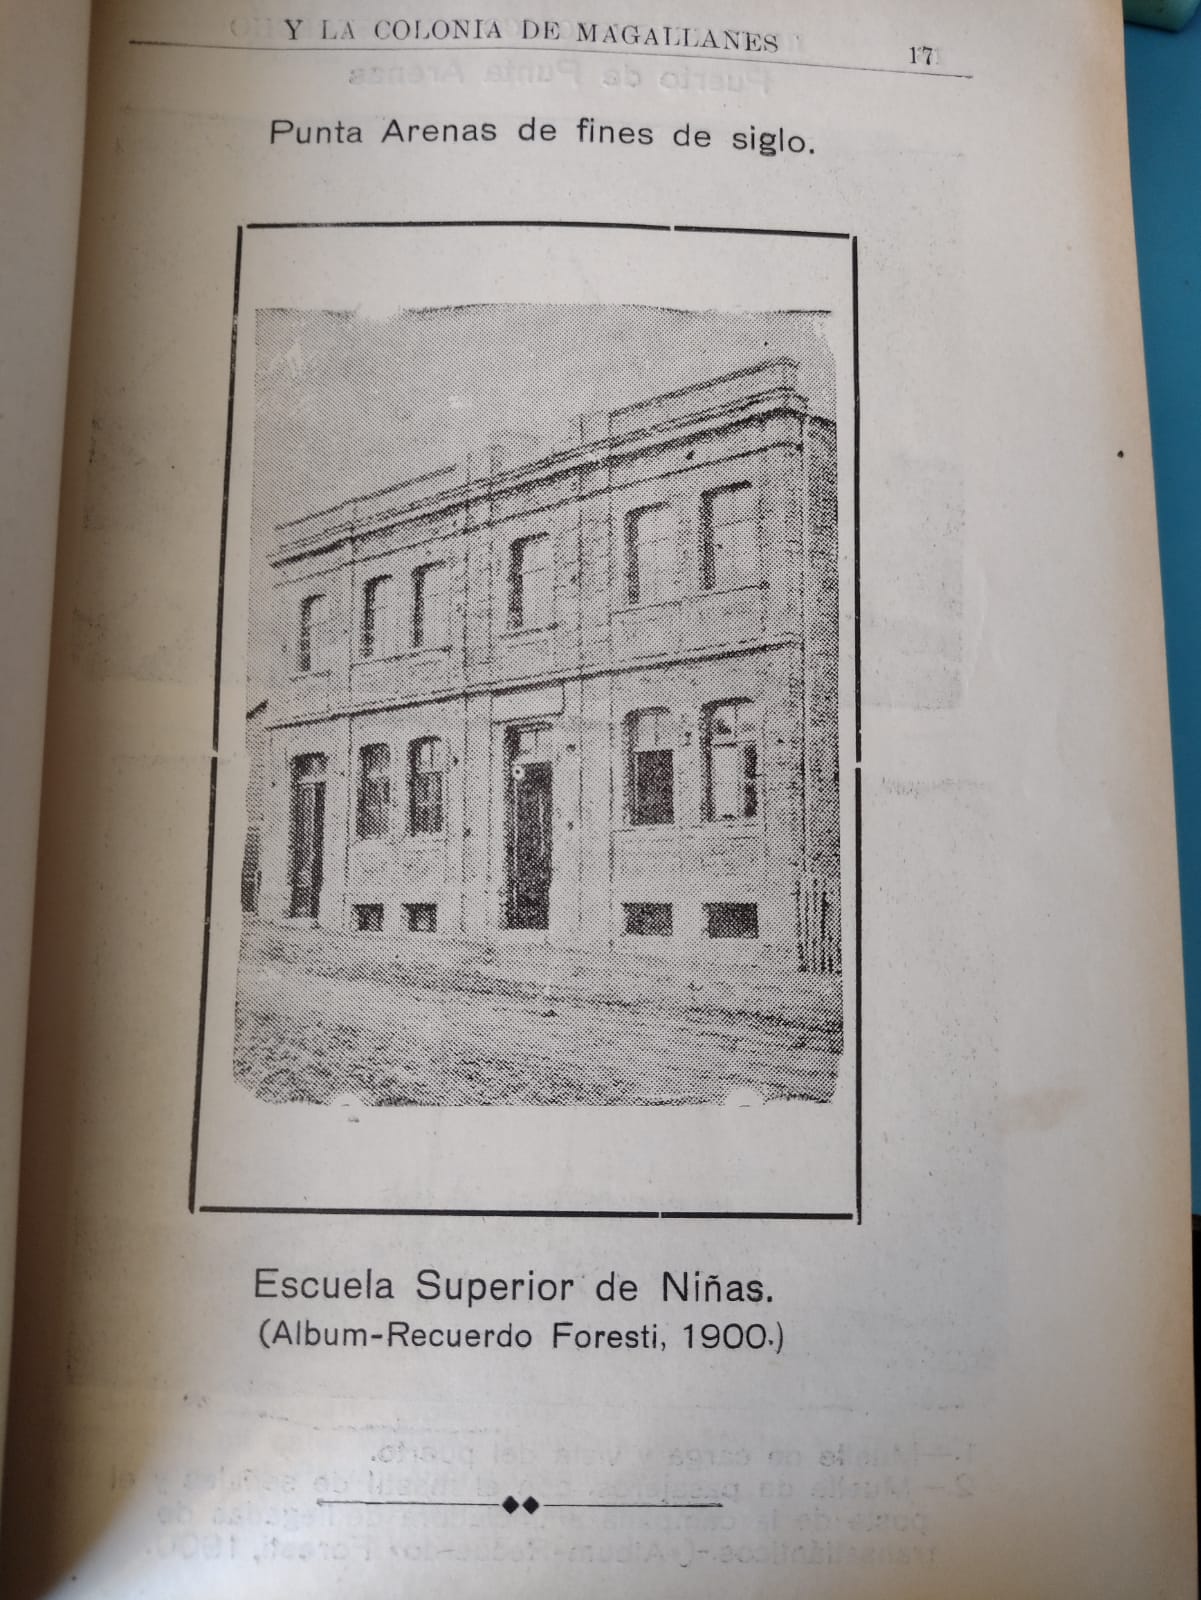 Y LA COLONIA DE MAGALLANES 17
Punta Arenas de fines de siglo.
Escuela Superior de Niñas.
(Album-Recuerdo Foresti, 1900.)